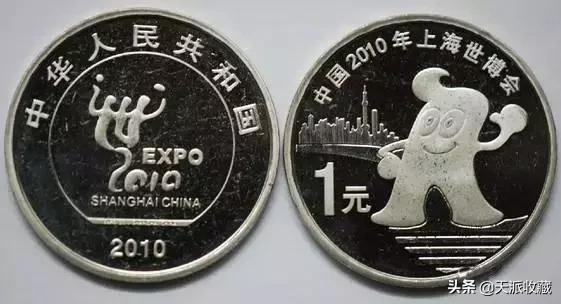 中华人民共和国
EXPO
2010
SHANGHAI CHINA
2010
中国2010年上海世博会
1元
头条 @天派收藏